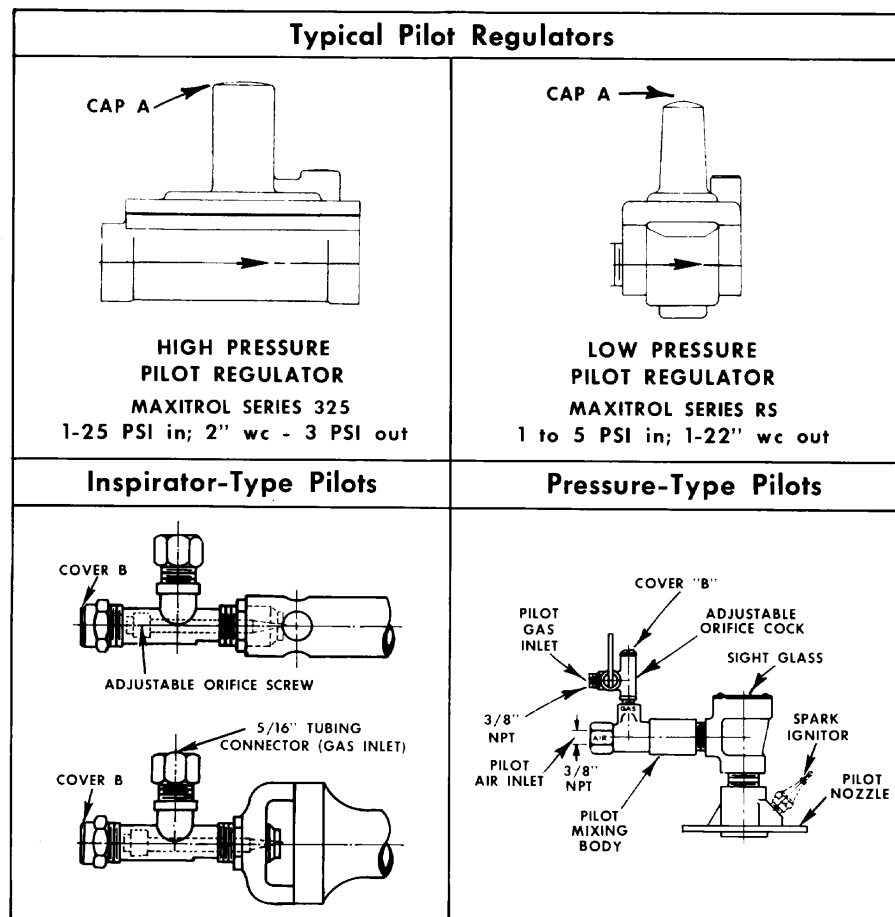 Typical Pilot Regulators
CAP A
HIGH PRESSURE
PILOT REGULATOR
MAXITROL SERIES 325
1-25 PSI in; 2" wc - 3 PSI out
CAP A
LOW PRESSURE
PILOT REGULATOR
MAXITROL SERIES RS
1 to 5 PSI in; 1-22" wc out
Inspirator-Type Pilots
COVER B
ADJUSTABLE ORIFICE SCREW
5/16" TUBING
CONNECTOR (GAS INLET)
COVER B
Pressure-Type Pilots
COVER "B"
PILOT
GAS
INLET
ADJUSTABLE
ORIFICE COCK
SIGHT GLASS
3/8"
NPT
GAS
AIR
SPARK
IGNITOR
PILOT
AIR INLET
3/8"
NPT
PILOT
MIXING
BODY
PILOT
NOZZLE